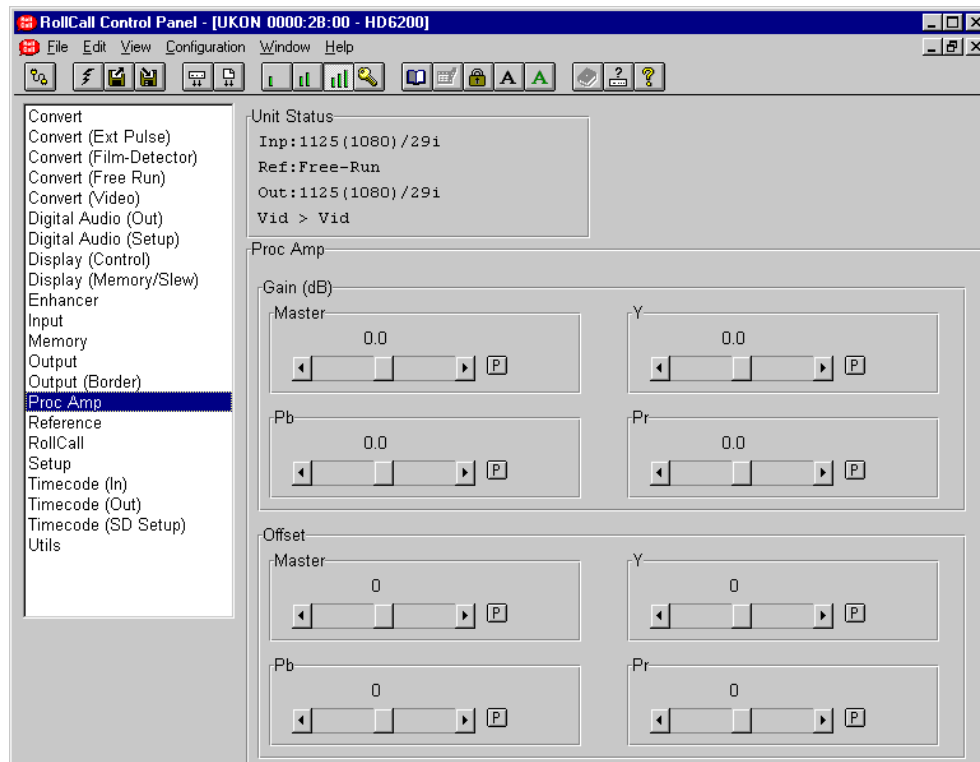 RollCall Control Panel - [UKON 0000:2B:00 - HD6200]
File Edit View Configuration Window Help
A A ? ?
Convert
Convert (Ext Pulse)
Convert (Film-Detector)
Convert (Free Run)
Convert (Video)
Digital Audio (Out)
Digital Audio (Setup)
Display (Control)
Display (Memory/Slew)
Enhancer
Input
Memory
Output
Output (Border)
Proc Amp
Reference
RollCall
Setup
Timecode (In)
Timecode (Out)
Timecode (SD Setup)
Utils
Unit Status
Inp:1125(1080)/29i
Ref:Free-Run
Out:1125(1080)/29i
Vid > Vid
Proc Amp
Gain (dB)
Master
0.0
P
Y
0.0
P
Pb
0.0
P
Pr
0.0
P
Offset
Master
0
P
Y
0
P
Pb
0
P
Pr
0
P